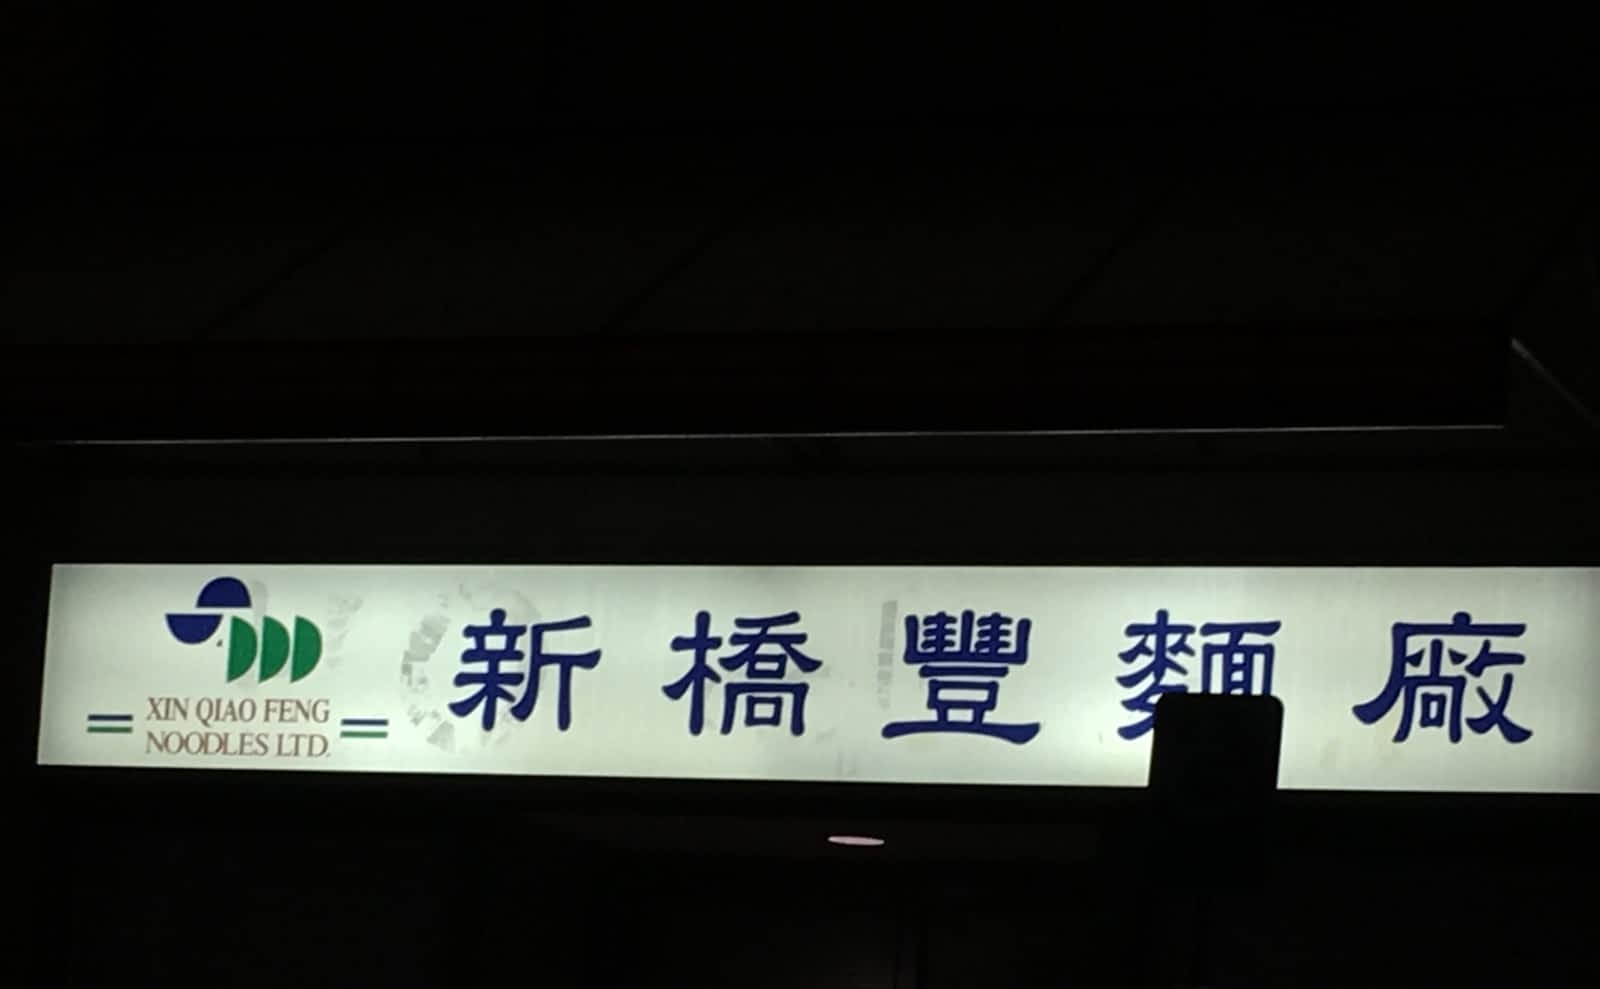 XIN QIAO FENG
NOODLES LTD.
新橋豐麵廠